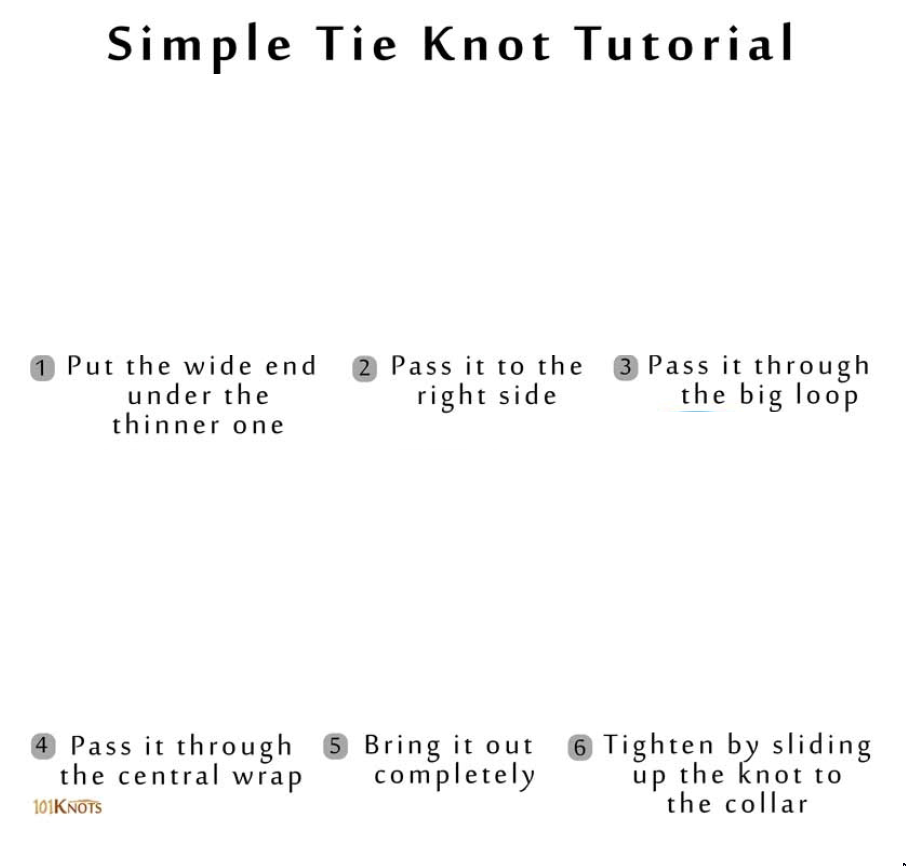 Simple Tie Knot Tutorial
1 Put the wide end
under the
thinner one
2 Pass it to the
right side
3 Pass it through
the big loop
4 Pass it through
the central wrap
5 Bring it out
completely
6 Tighten by sliding
up the knot to
the collar
101KNOTS